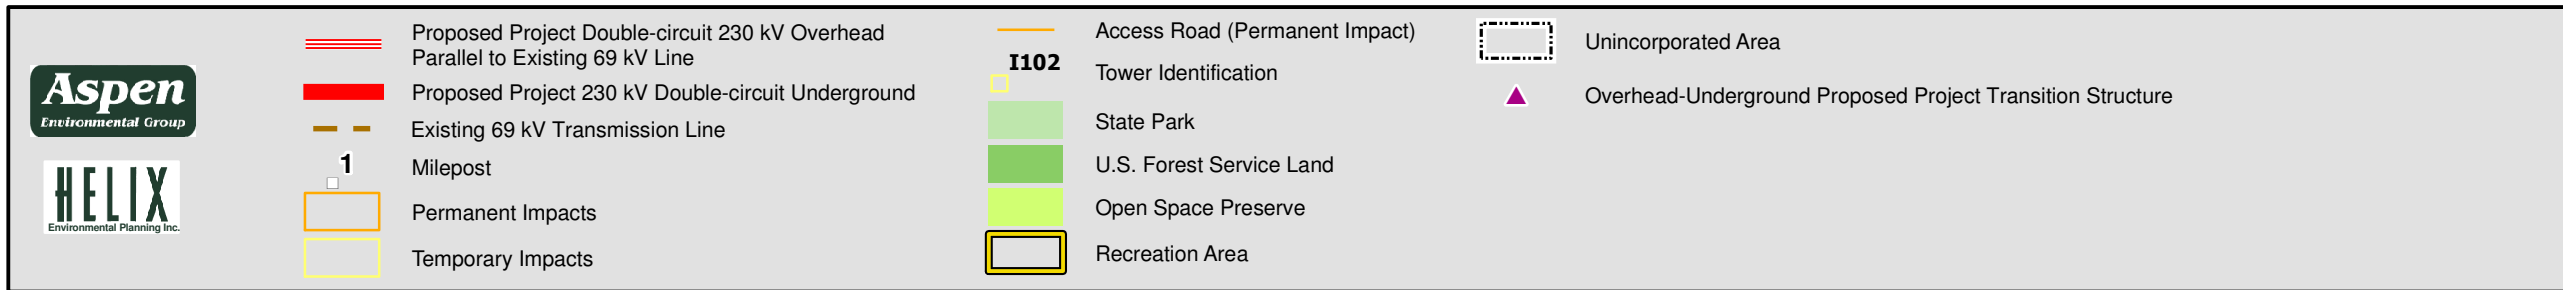 Aspen
Environmental Group
HELIX
Environmental Planning Inc.
Proposed Project Double-circuit 230 kV Overhead
Parallel to Existing 69 kV Line
Proposed Project 230 kV Double-circuit Underground
Existing 69 kV Transmission Line
1
Milepost
Permanent Impacts
Temporary Impacts
Access Road (Permanent Impact)
I102
Tower Identification
State Park
U.S. Forest Service Land
Open Space Preserve
Recreation Area
Unincorporated Area
Overhead-Underground Proposed Project Transition Structure